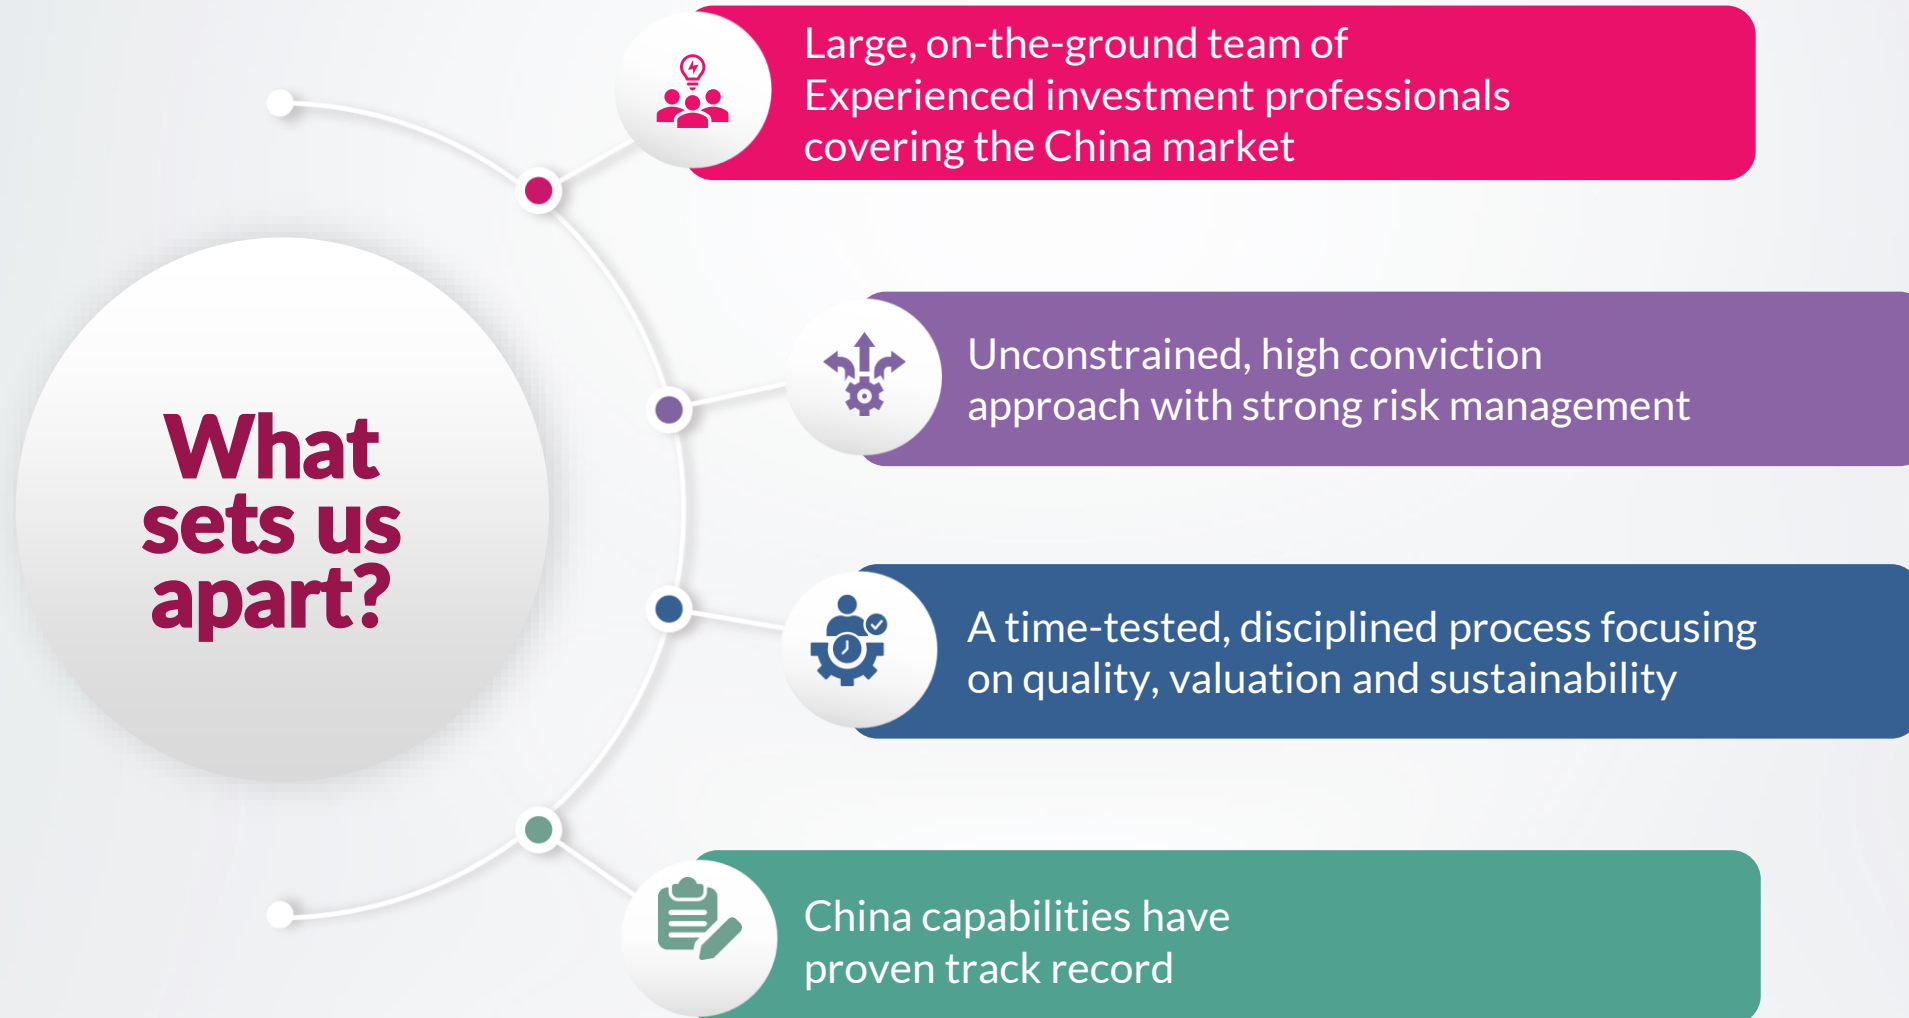 What
sets us
apart?
Large, on-the-ground team of
Experienced investment professionals
covering the China market
Unconstrained, high conviction
approach with strong risk management
A time-tested, disciplined process focusing
on quality, valuation and sustainability
China capabilities have
proven track record